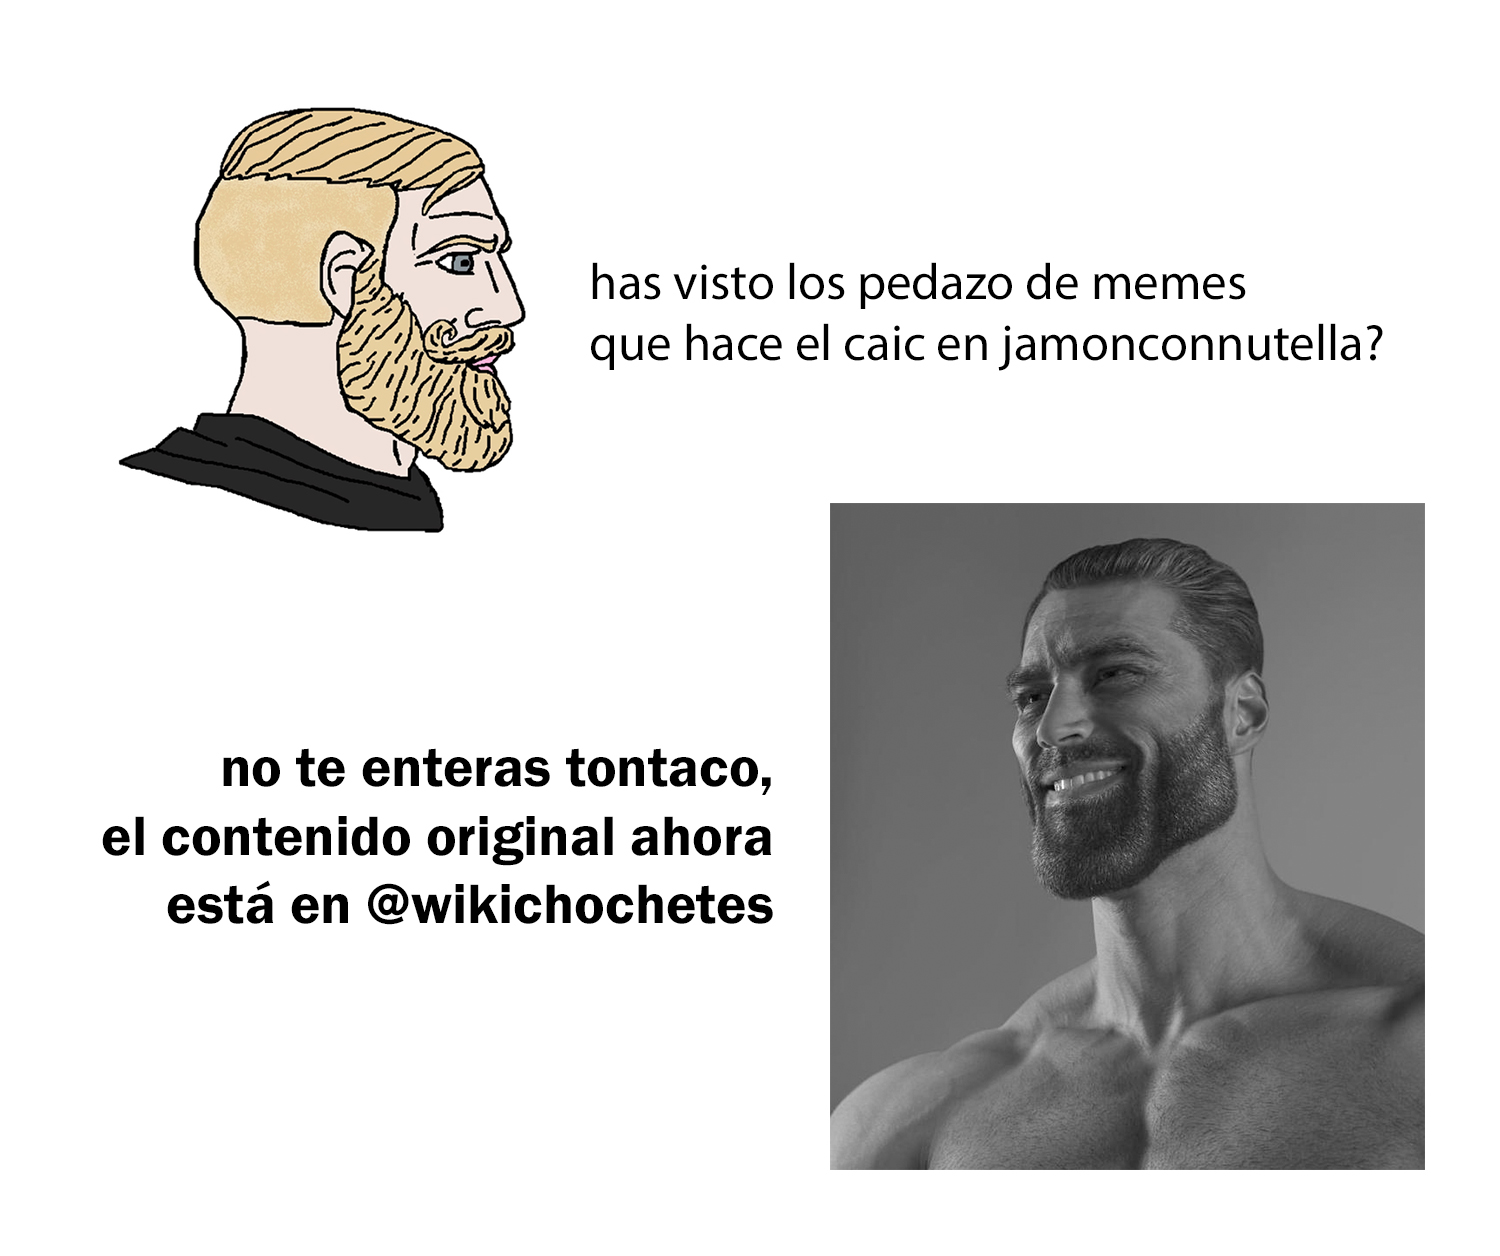 has visto los pedazo de memes
que hace el caic en jamonconnutella?
no te enteras tontaco,
el contenido original ahora
está en @wikichochetes